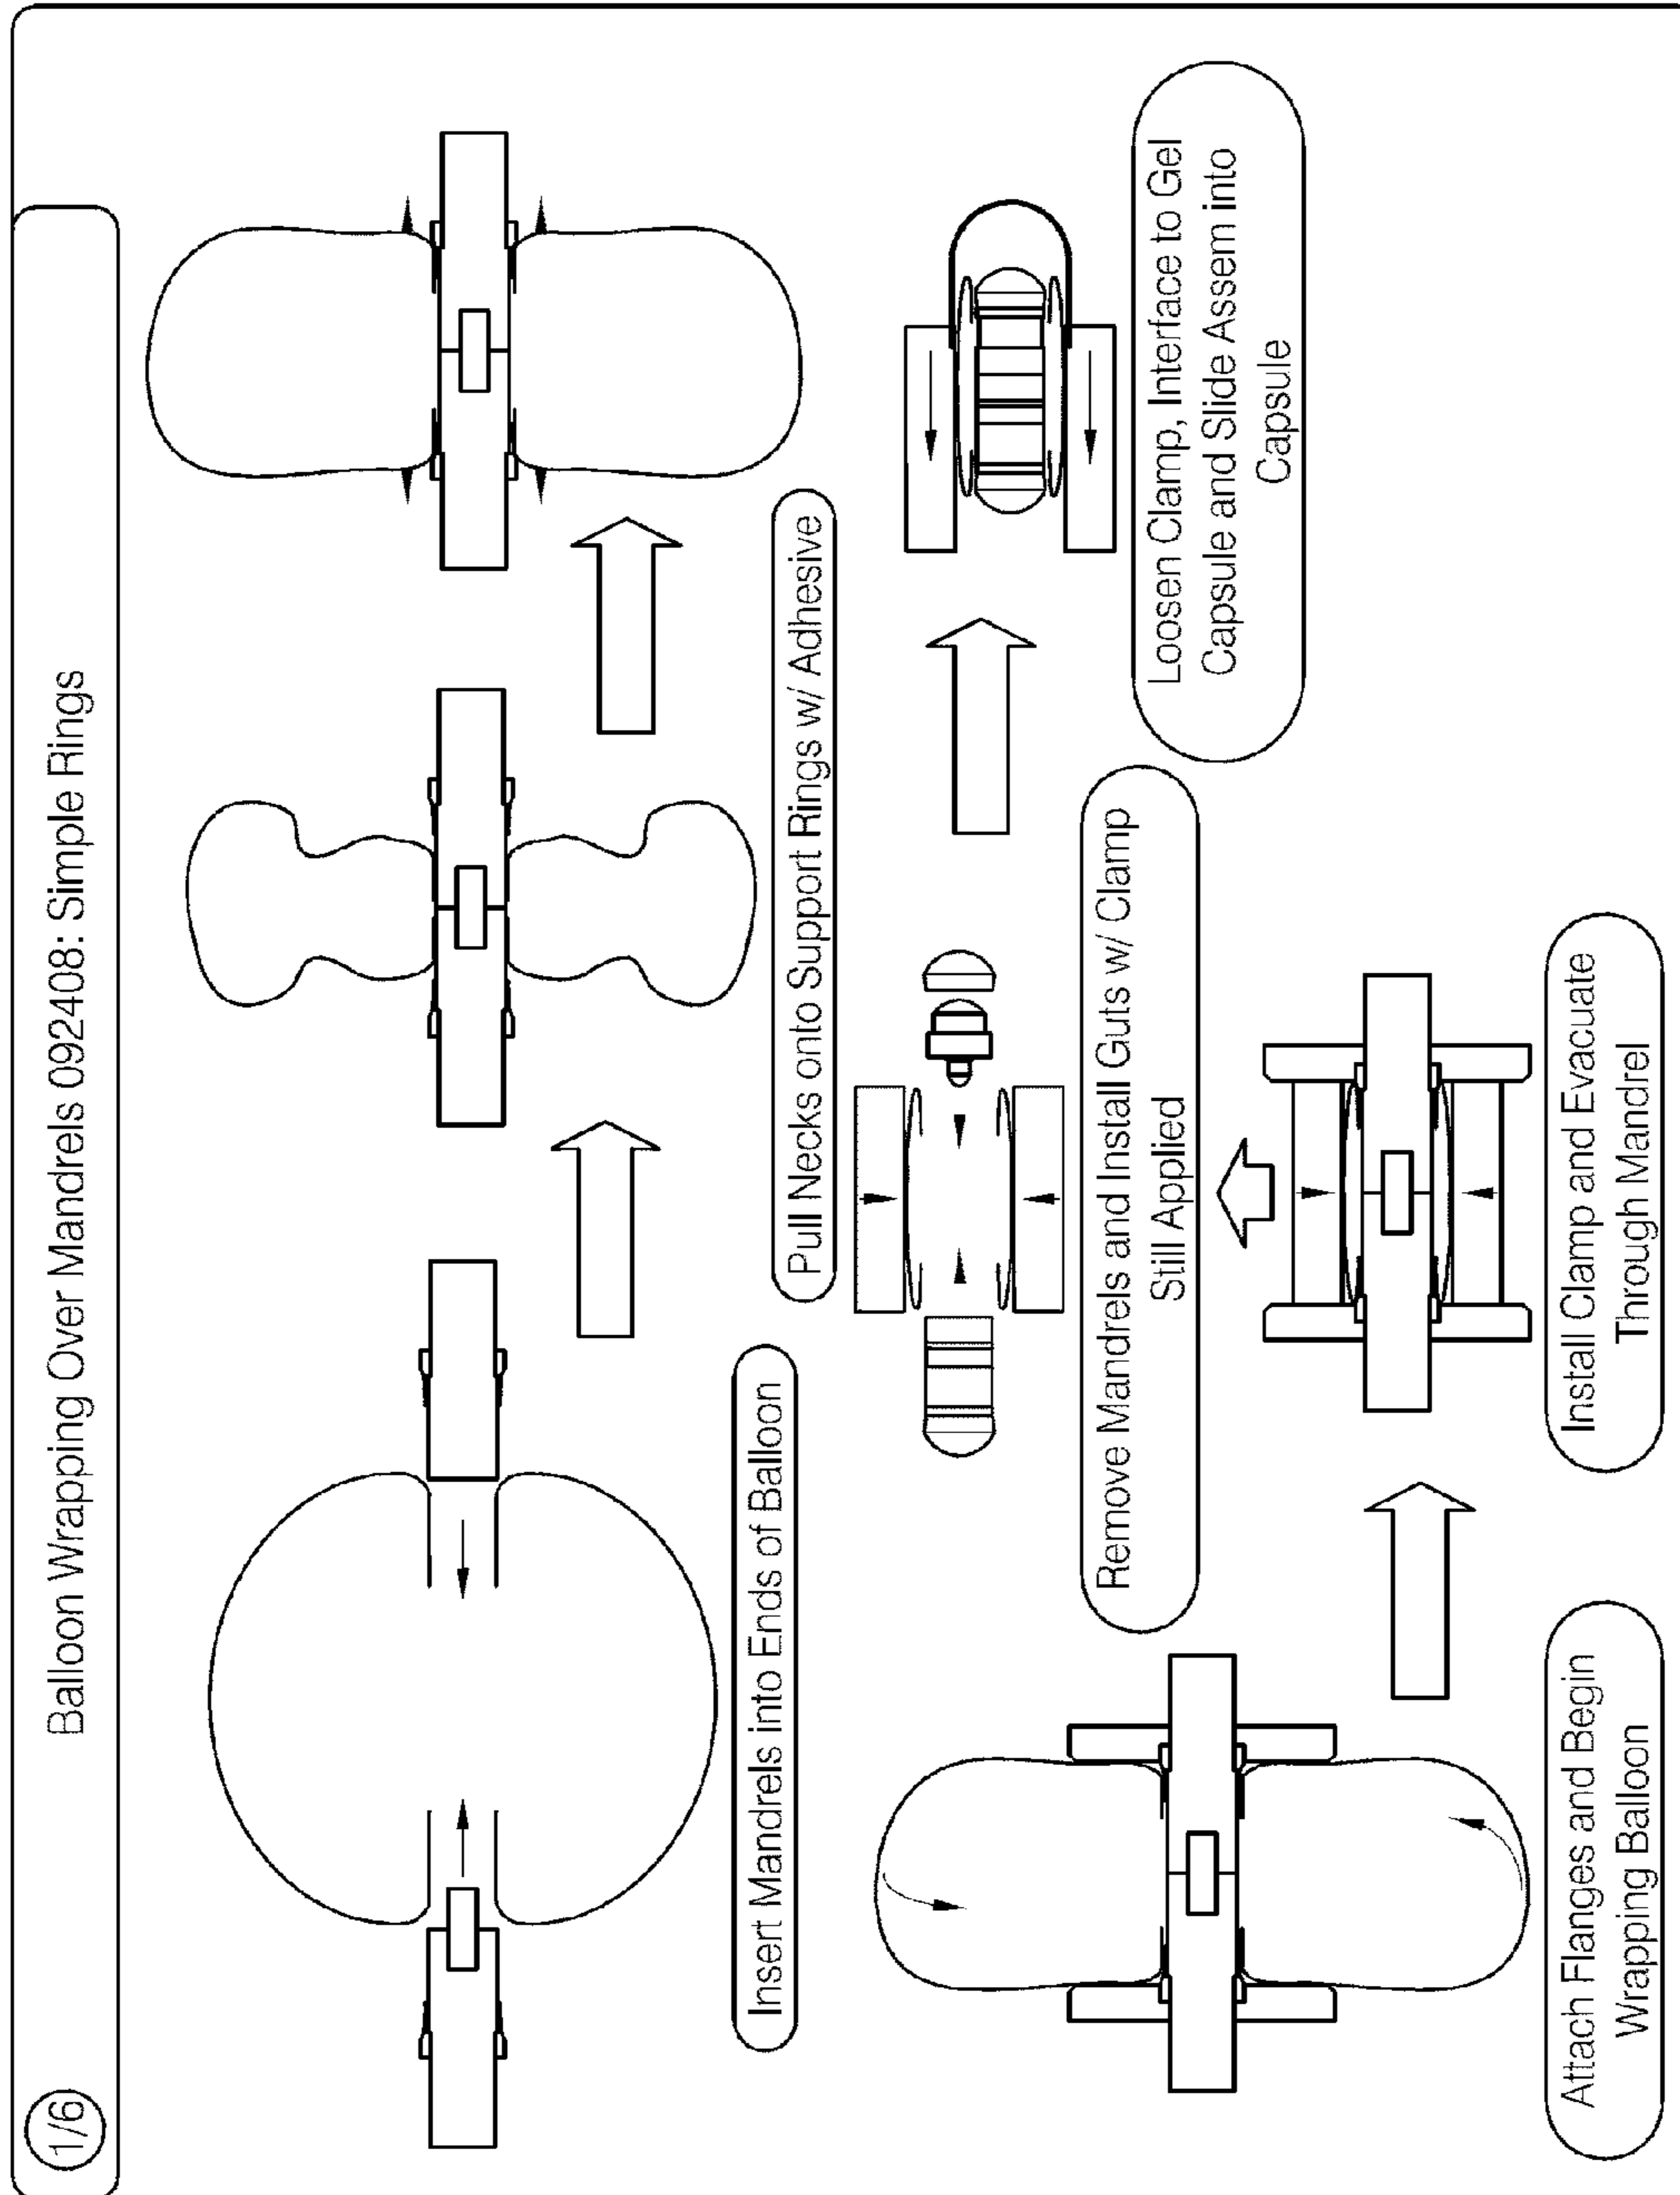 1/6
Balloon Wrapping Over Mandrels 092408: Simple Rings
Insert Mandrels into Ends of Balloon
Pull Necks onto Support Rings w/ Adhesive
Attach Flanges and Begin
Wrapping Balloon
Install Clamp and Evacuate
Through Mandrel
Remove Mandrels and Install Guts w/ Clamp
Still Applied
Loosen Clamp, Interface to Gel
Capsule and Slide Assem into
Capsule